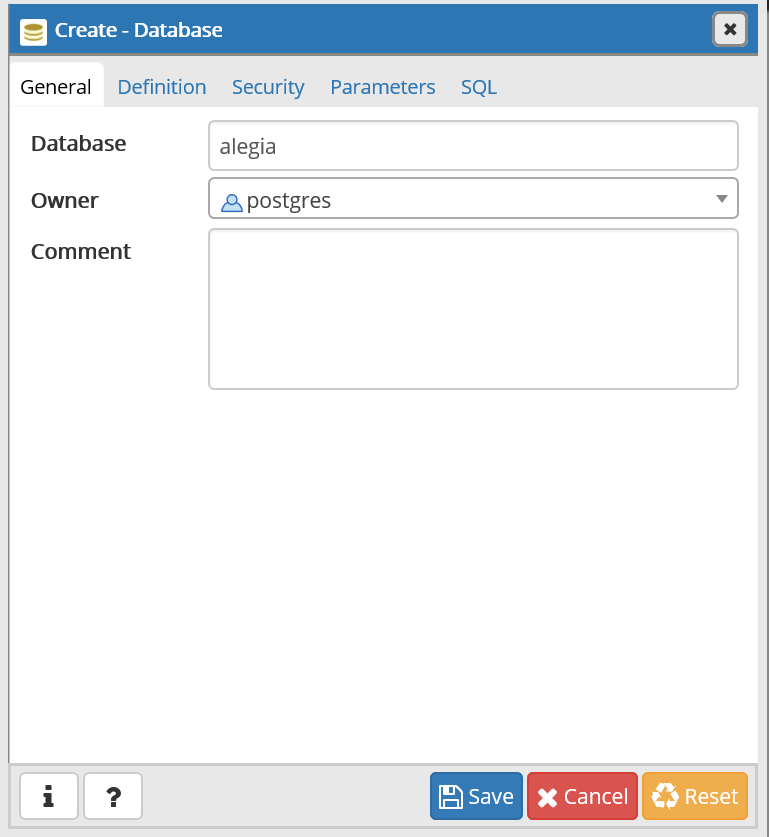 Create - Database
General Definition Security Parameters SQL
Database alegia
Owner postgres
Comment
i ? Save Cancel Reset